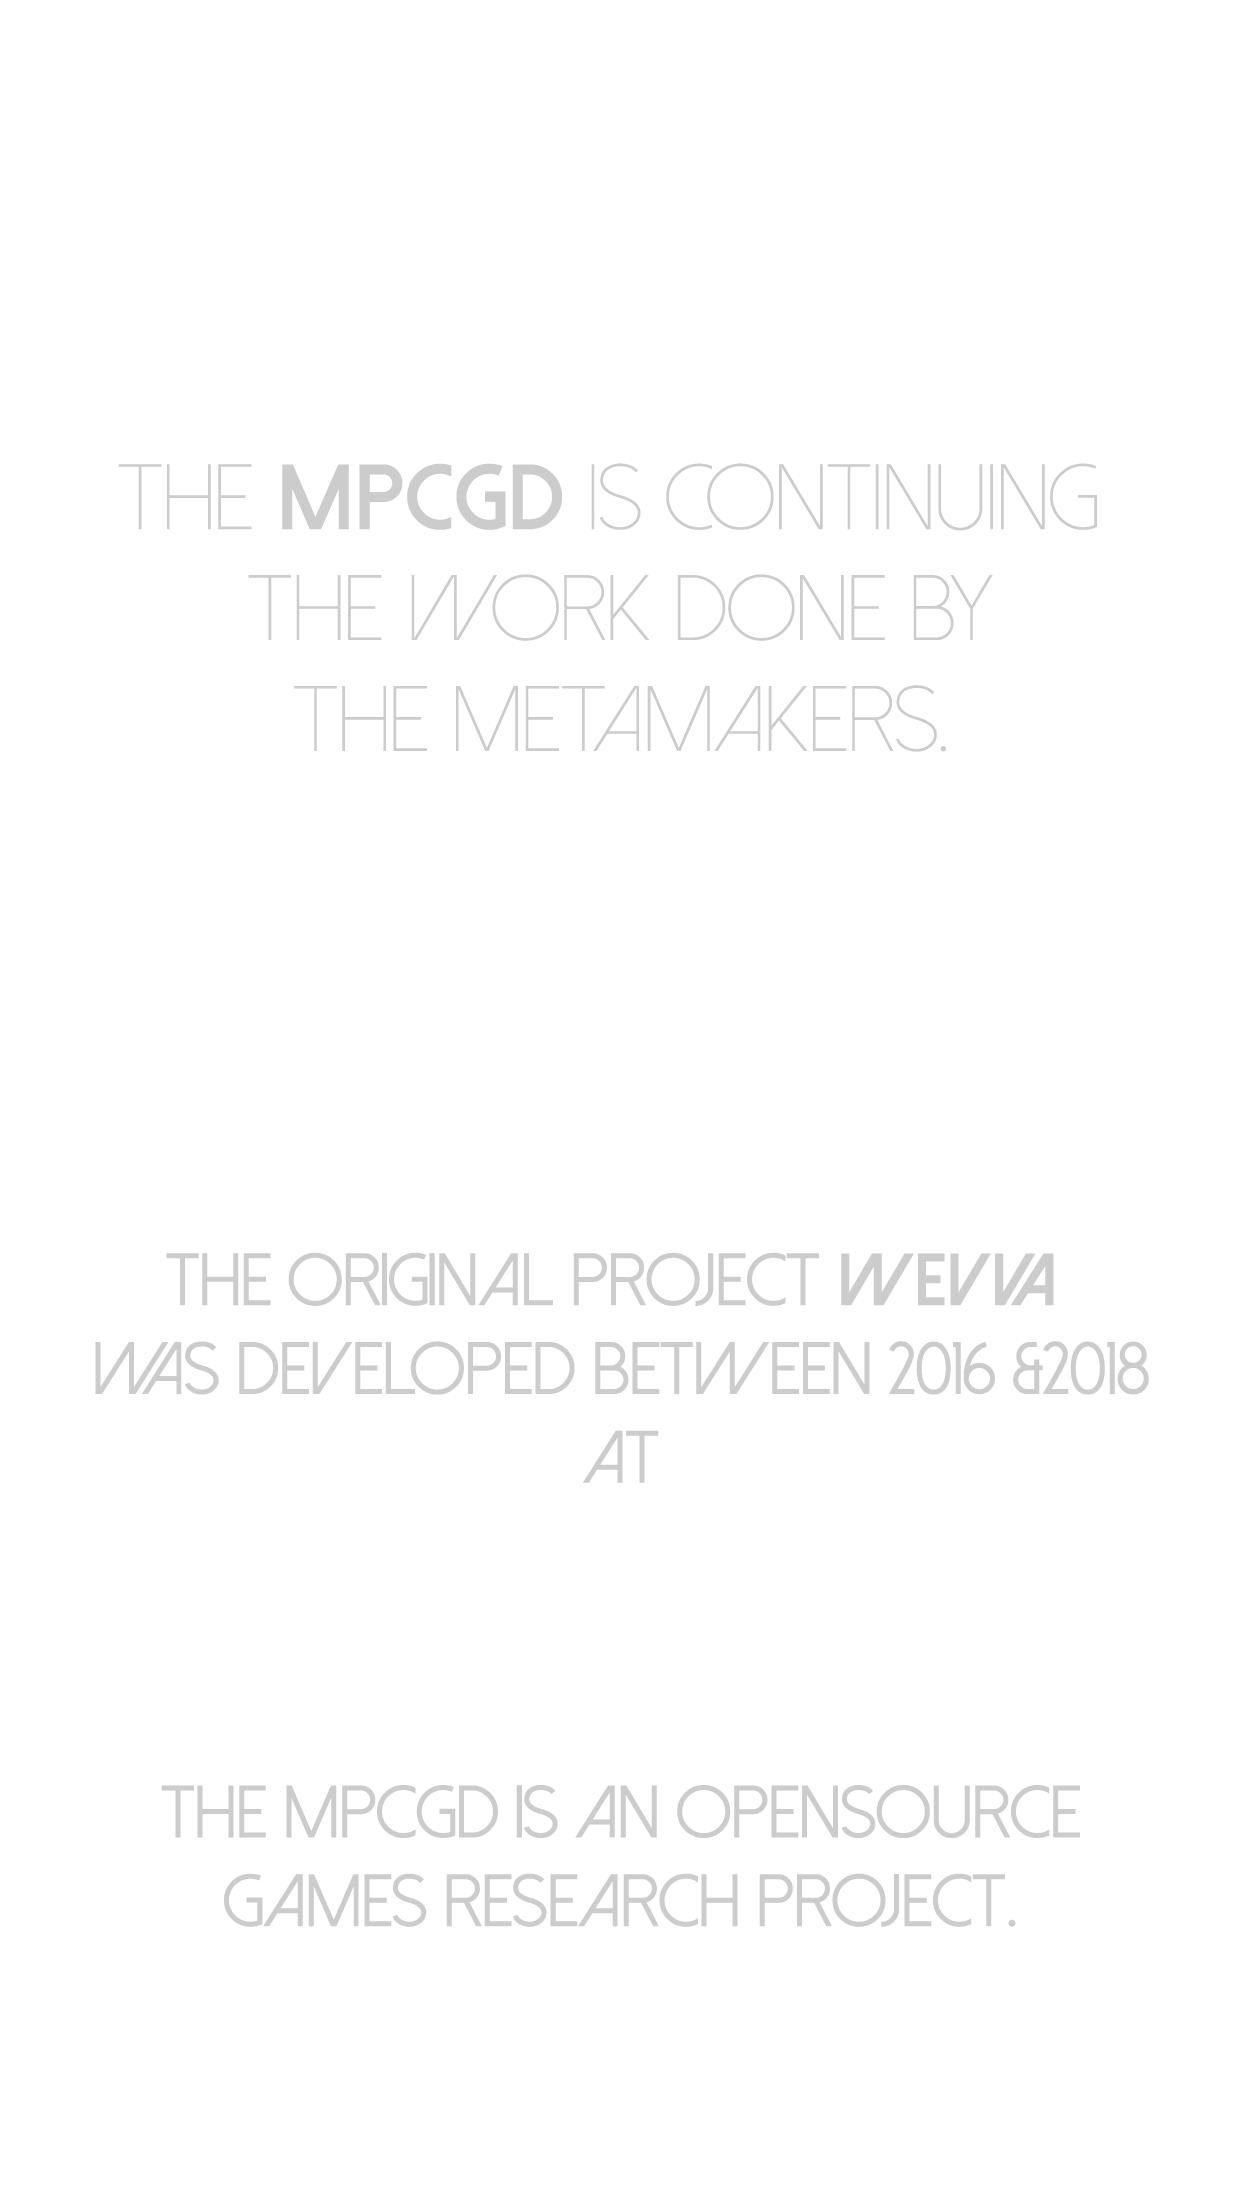 THE MPCGD IS CONTINUING
THE WORK DONE BY
THE METAMAKERS.
THE ORIGINAL PROJECT WEVVA
WAS DEVELOPED BETWEEN 2016 &2018
AT
THE MPCGD IS AN OPENSOURCE
GAMES RESEARCH PROJECT.